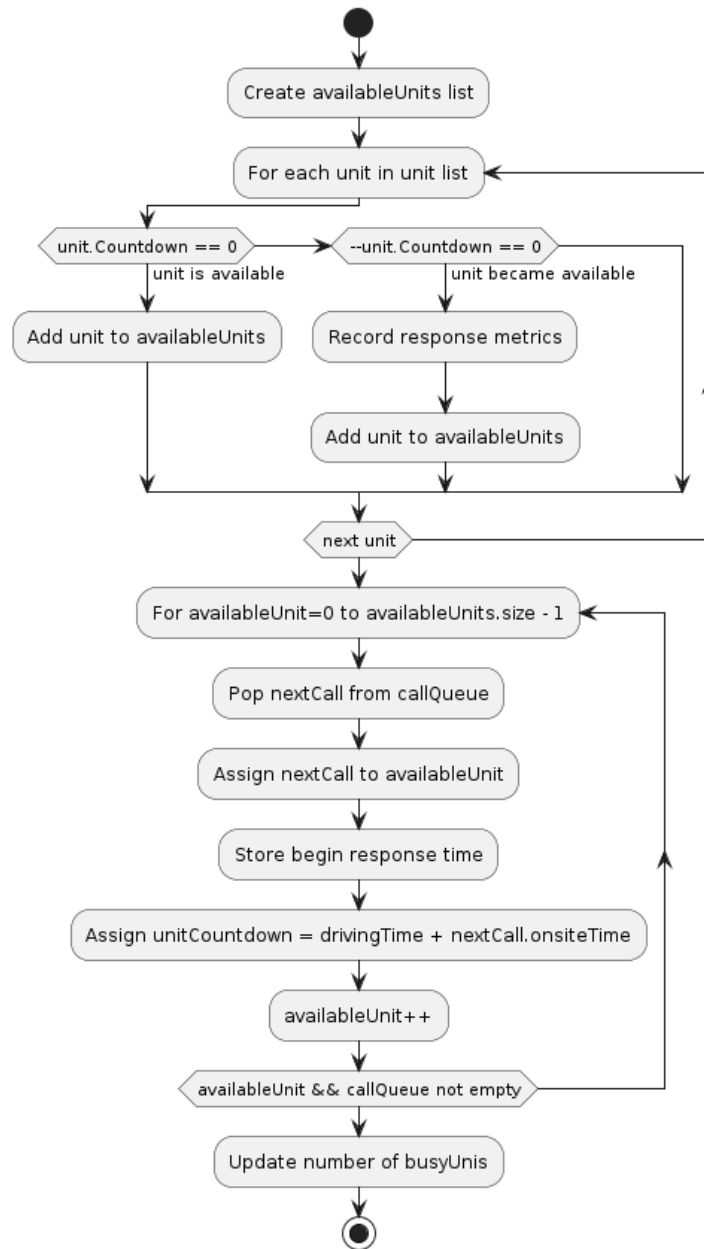 Create availableUnits list
For each unit in unit list
unit.Countdown == 0
--unit.Countdown == 0
unit is available
unit became available
Add unit to availableUnits
Record response metrics
Add unit to availableUnits
next unit
For availableUnit=0 to availableUnits.size - 1
Pop nextCall from callQueue
Assign nextCall to availableUnit
Store begin response time
Assign unitCountdown = drivingTime + nextCall.onsiteTime
availableUnit++
availableUnit && callQueue not empty
Update number of busyUnis